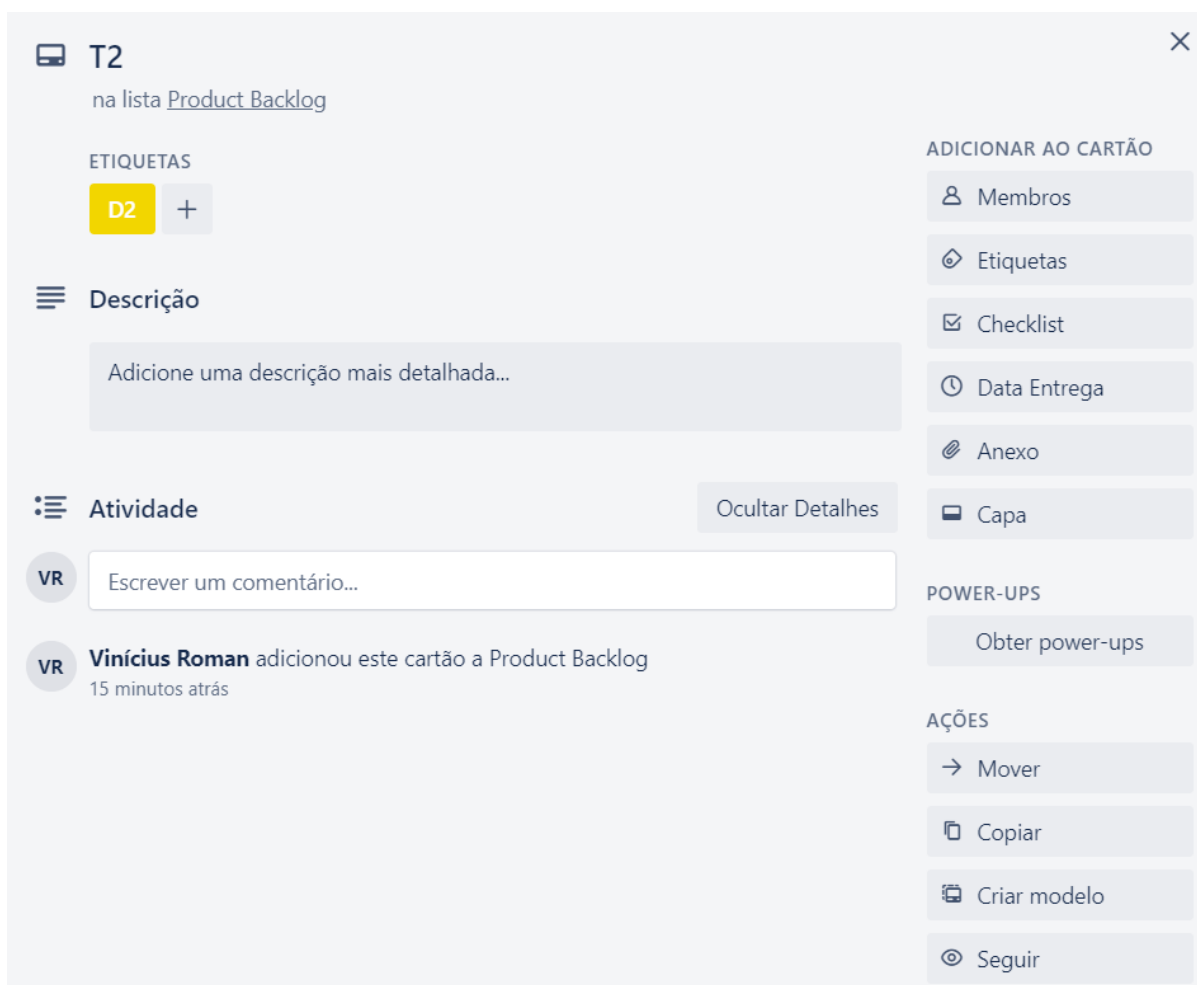 T2
na lista Product Backlog
ETIQUETAS
D2
Descrição
Adicione uma descrição mais detalhada...
Atividade
Ocultar Detalhes
VR
Escrever um comentário...
VR
Vinícius Roman adicionou este cartão a Product Backlog
15 minutos atrás
ADICIONAR AO CARTÃO
Membros
Etiquetas
Checklist
Data Entrega
Anexo
Capa
POWER-UPS
Obter power-ups
AÇÕES
Mover
Copiar
Criar modelo
Seguir